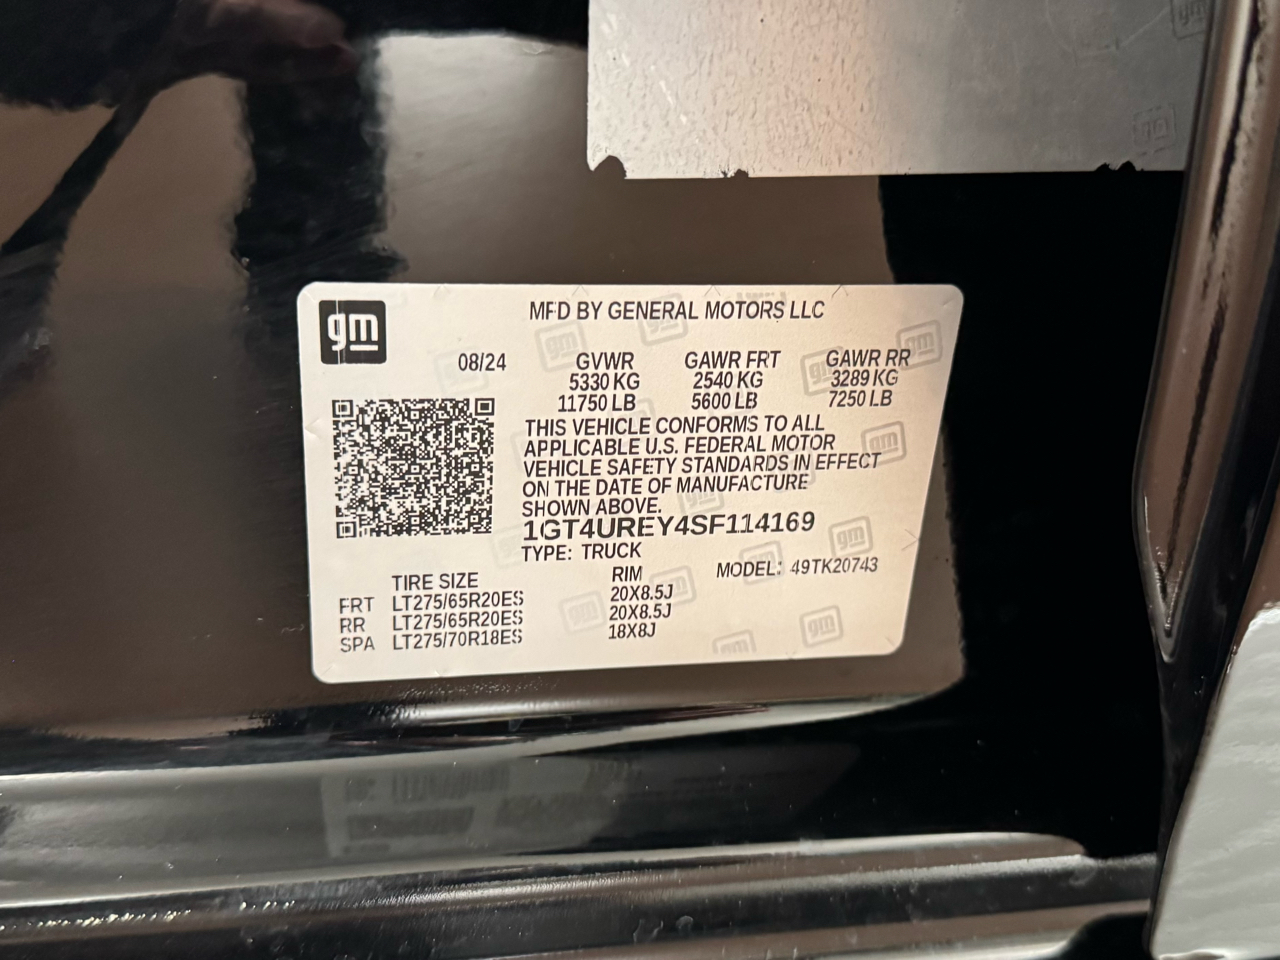 gm
MFD BY GENERAL MOTORS LLC
08/24 GVWR GAWR FRT GAWR RR
5330 KG 2540 KG 3289 KG
11750 LB 5600 LB 7250 LB
THIS VEHICLE CONFORMS TO ALL
APPLICABLE U.S. FEDERAL MOTOR
VEHICLE SAFETY STANDARDS IN EFFECT
ON THE DATE OF MANUFACTURE
SHOWN ABOVE.
1GT4UREY4SF114169
TYPE: TRUCK MODEL: 49TK20743
TIRE SIZE RIM
FRT LT275/65R20ES 20X8.5J
RR LT275/65R20ES 20X8.5J
SPA LT275/70R18ES 18X8J